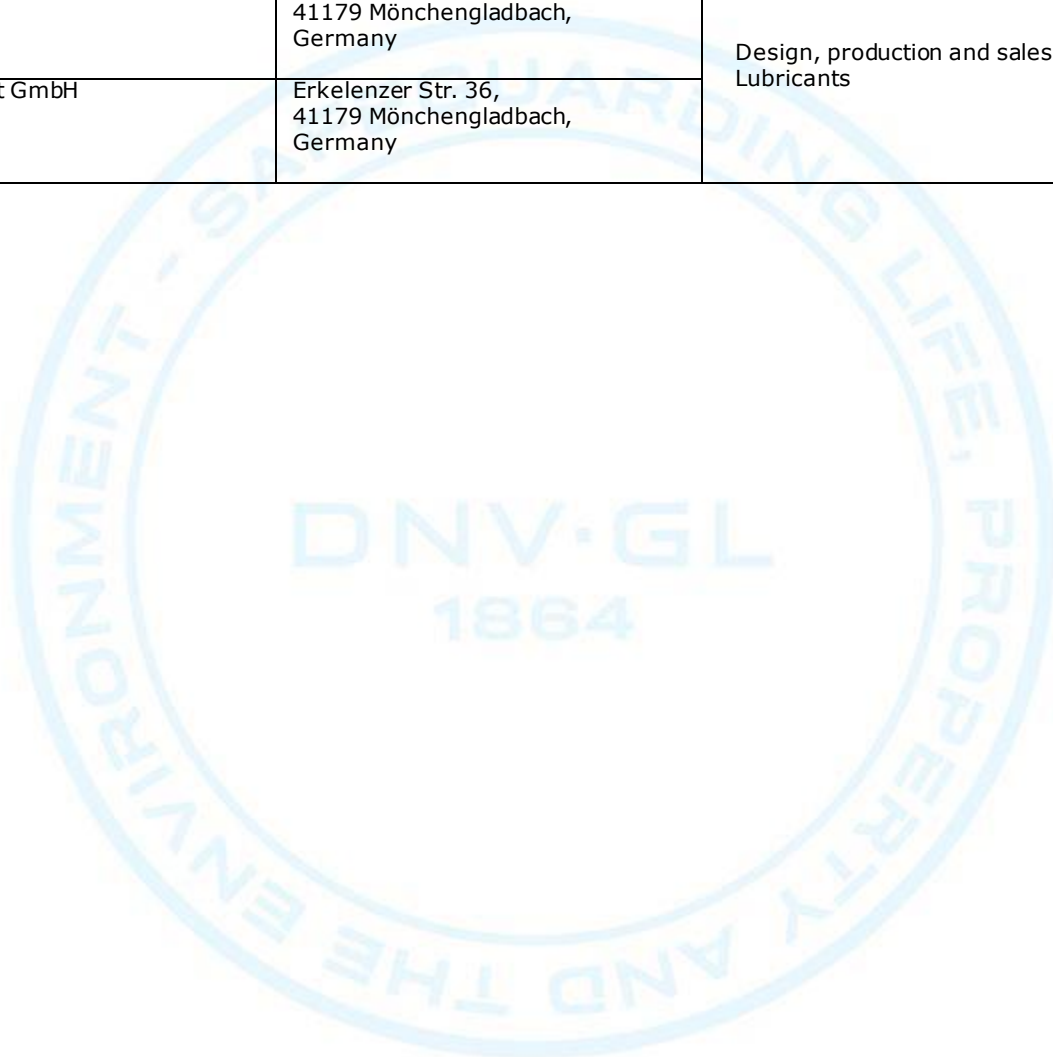 41179 Mönchengladbach,
Germany
Design, production and sales
Lubricants
t GmbH
Erkelenzer Str. 36,
41179 Mönchengladbach,
Germany
SAFEGUARDING LIFE, PROPERTY AND THE ENVIRONMENT -
DNV·GL
1864